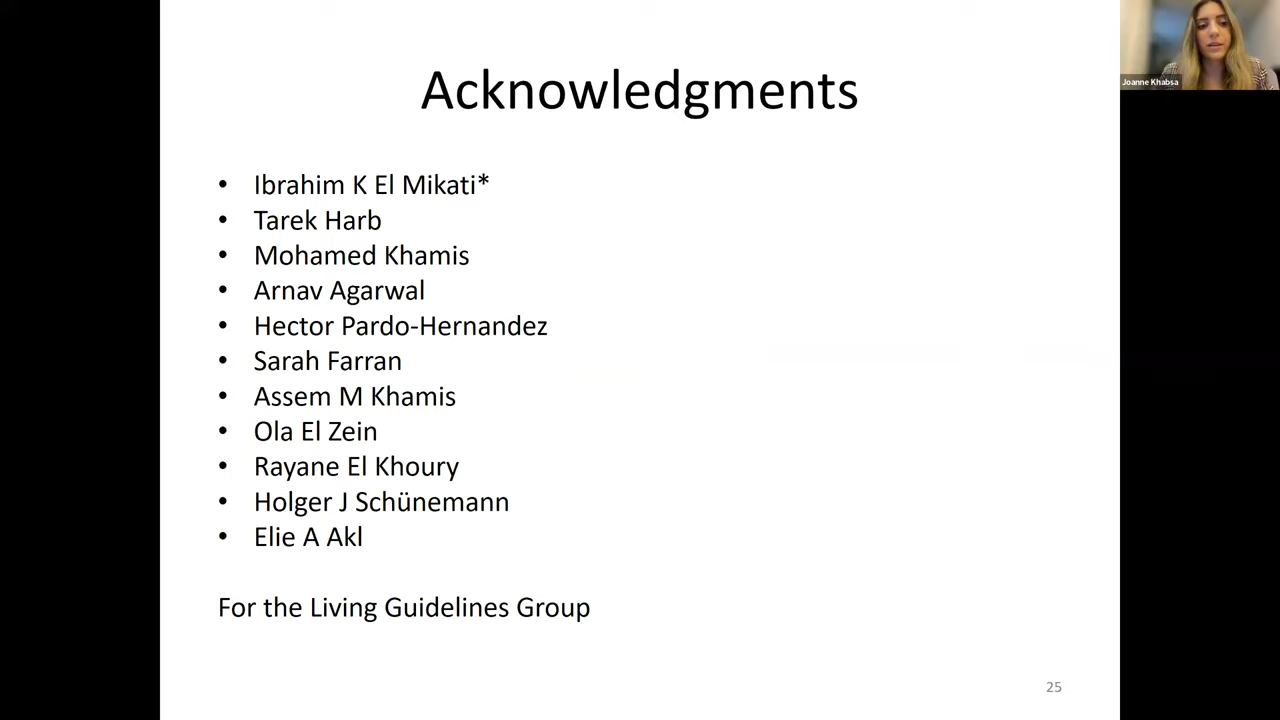 Acknowledgments
Joanne Khabsa
• Ibrahim K El Mikati*
• Tarek Harb
• Mohamed Khamis
• Arnav Agarwal
• Hector Pardo-Hernandez
• Sarah Farran
• Assem M Khamis
• Ola El Zein
• Rayane El Khoury
• Holger J Schünemann
• Elie A Akl
For the Living Guidelines Group
25